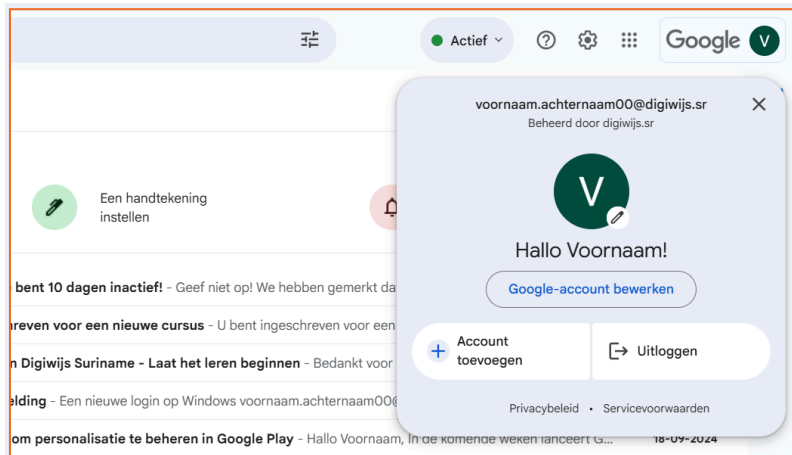 Actief
Google V
voornaam.achternaam00@digiwijs.sr
Beheerd door digiwijs.sr
V
Hallo Voornaam!
Google-account bewerken
Account
toevoegen
Uitloggen
Privacybeleid • Servicevoorwaarden
Een handtekening
instellen
bent 10 dagen inactief! - Geef niet op! We hebben gemerkt da
reven voor een nieuwe cursus - U bent ingeschreven voor een
n Digiwijs Suriname - Laat het leren beginnen - Bedankt voor
elding - Een nieuwe login op Windows voornaam.achternaam00
om personalisatie te beheren in Google Play - Hallo Voornaam, In de komende weken lanceert G... 18-09-2024